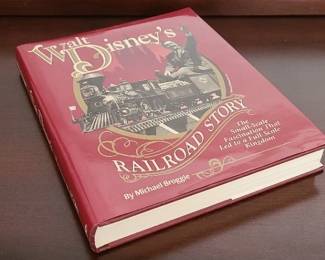 Walt Disney's
RAILROAD STORY
The
Small-Scale
Fascination That
Led to a Full-Scale
Kingdom
By Michael Broggie